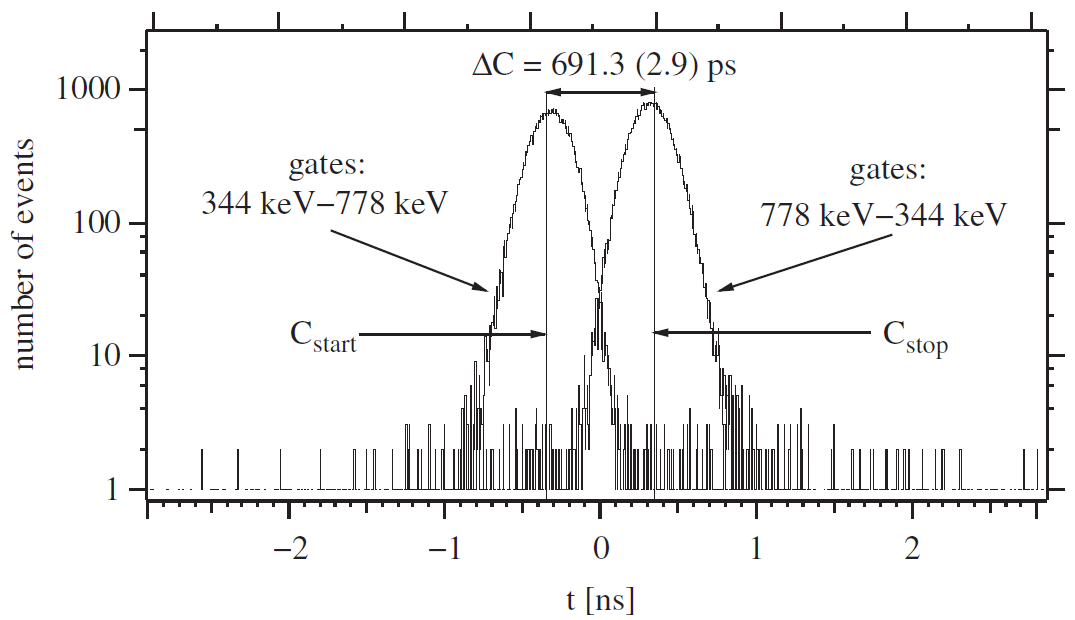 ΔC = 691.3 (2.9) ps
1000
100
10
1
number of events
gates:
344 keV−778 keV
gates:
778 keV−344 keV
C_start
C_stop
−2
−1
0
1
2
t [ns]